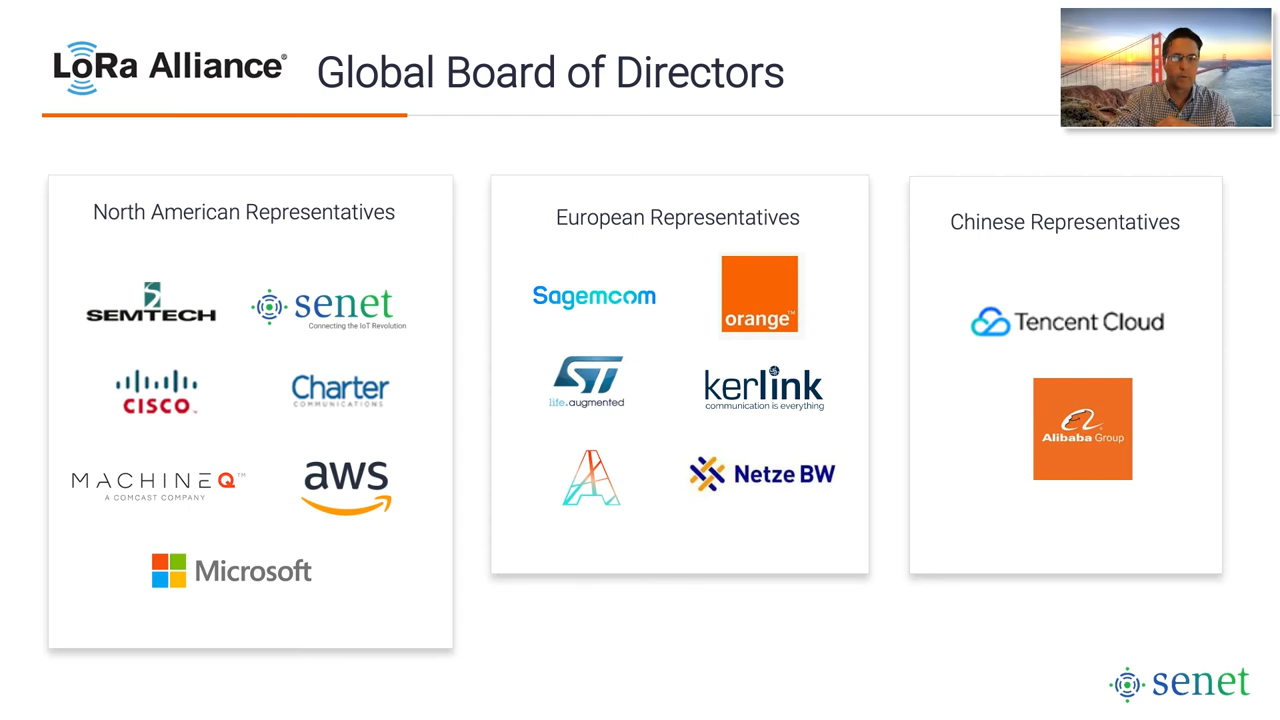 LoRa Alliance®
Global Board of Directors
North American Representatives
SEMTECH
senet
Connecting the IoT Revolution
CISCO™
Charter
COMMUNICATIONS
MACHINEQ™
A COMCAST COMPANY
aws
Microsoft
European Representatives
Sagemcom
orange™
ST
life.augmented
kerlink
communication is everything
A
Netze BW
Chinese Representatives
Tencent Cloud
Alibaba Group
senet